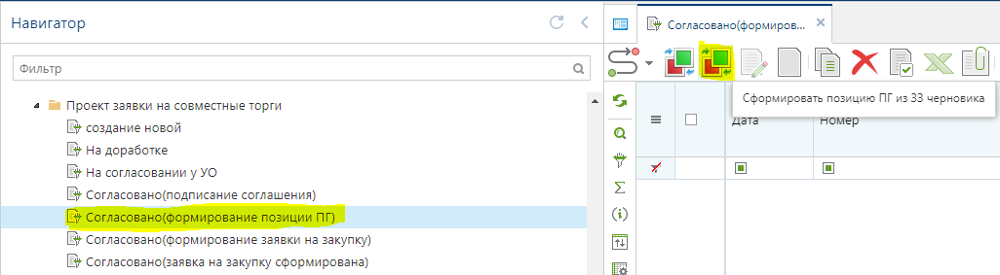 Навигатор
Фильтр
Проект заявки на совместные торги
создание новой
На доработке
На согласовании у УО
Согласовано(подписание соглашения)
Согласовано(формирование позиции ПГ)
Согласовано(формирование заявки на закупку)
Согласовано(заявка на закупку сформирована)
Согласовано(формиров...
Сформировать позицию ПГ из 33 черновика
Дата
Номер